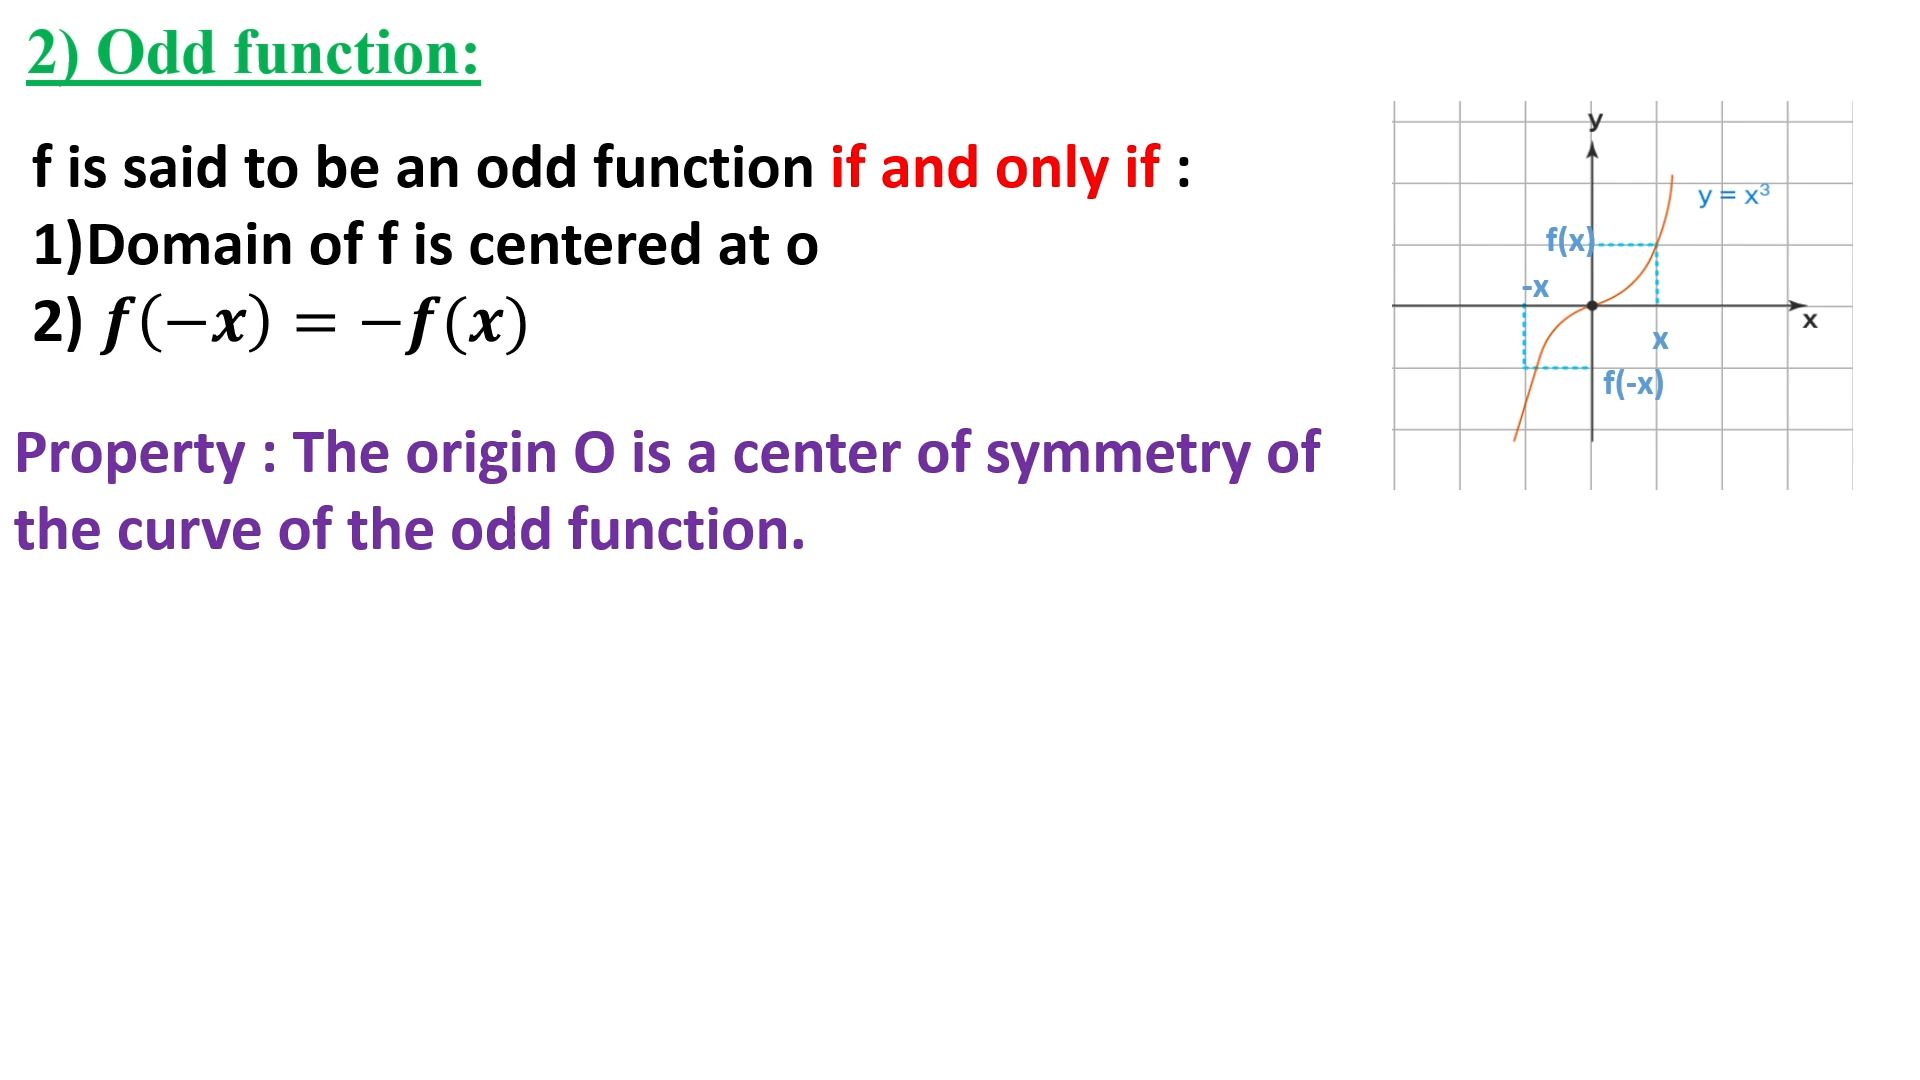 2) Odd function:
f is said to be an odd function if and only if :
1)Domain of f is centered at o
2) f(−x) = −f(x)
Property : The origin O is a center of symmetry of
the curve of the odd function.
y
y = x³
f(x)
-x
x
x
f(-x)